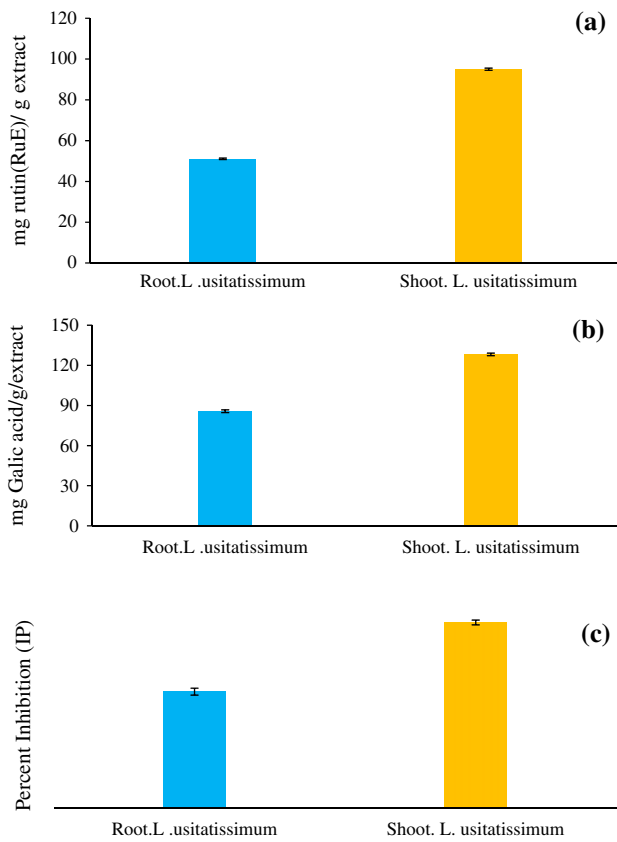 (a)
mg rutin(RuE)/ g extract
120
100
80
60
40
20
0
Root.L .usitatissimum
Shoot. L. usitatissimum
(b)
mg Galic acid/g/extract
150
120
90
60
30
0
Root.L .usitatissimum
Shoot. L. usitatissimum
(c)
Percent Inhibition (IP)
Root.L .usitatissimum
Shoot. L. usitatissimum